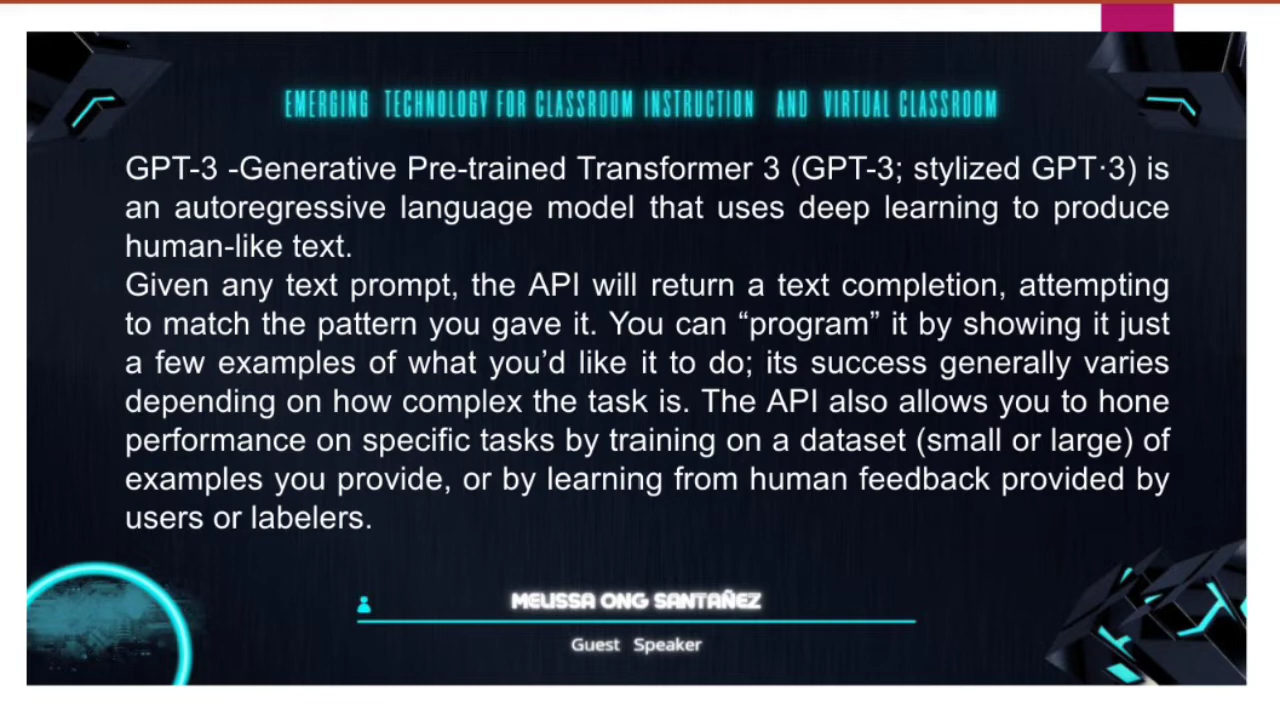 EMERGING TECHNOLOGY FOR CLASSROOM INSTRUCTION AND VIRTUAL CLASSROOM
GPT-3 -Generative Pre-trained Transformer 3 (GPT-3; stylized GPT·3) is
an autoregressive language model that uses deep learning to produce
human-like text.
Given any text prompt, the API will return a text completion, attempting
to match the pattern you gave it. You can “program” it by showing it just
a few examples of what you’d like it to do; its success generally varies
depending on how complex the task is. The API also allows you to hone
performance on specific tasks by training on a dataset (small or large) of
examples you provide, or by learning from human feedback provided by
users or labelers.
MELISSA ONG SANTAÑEZ
Guest Speaker